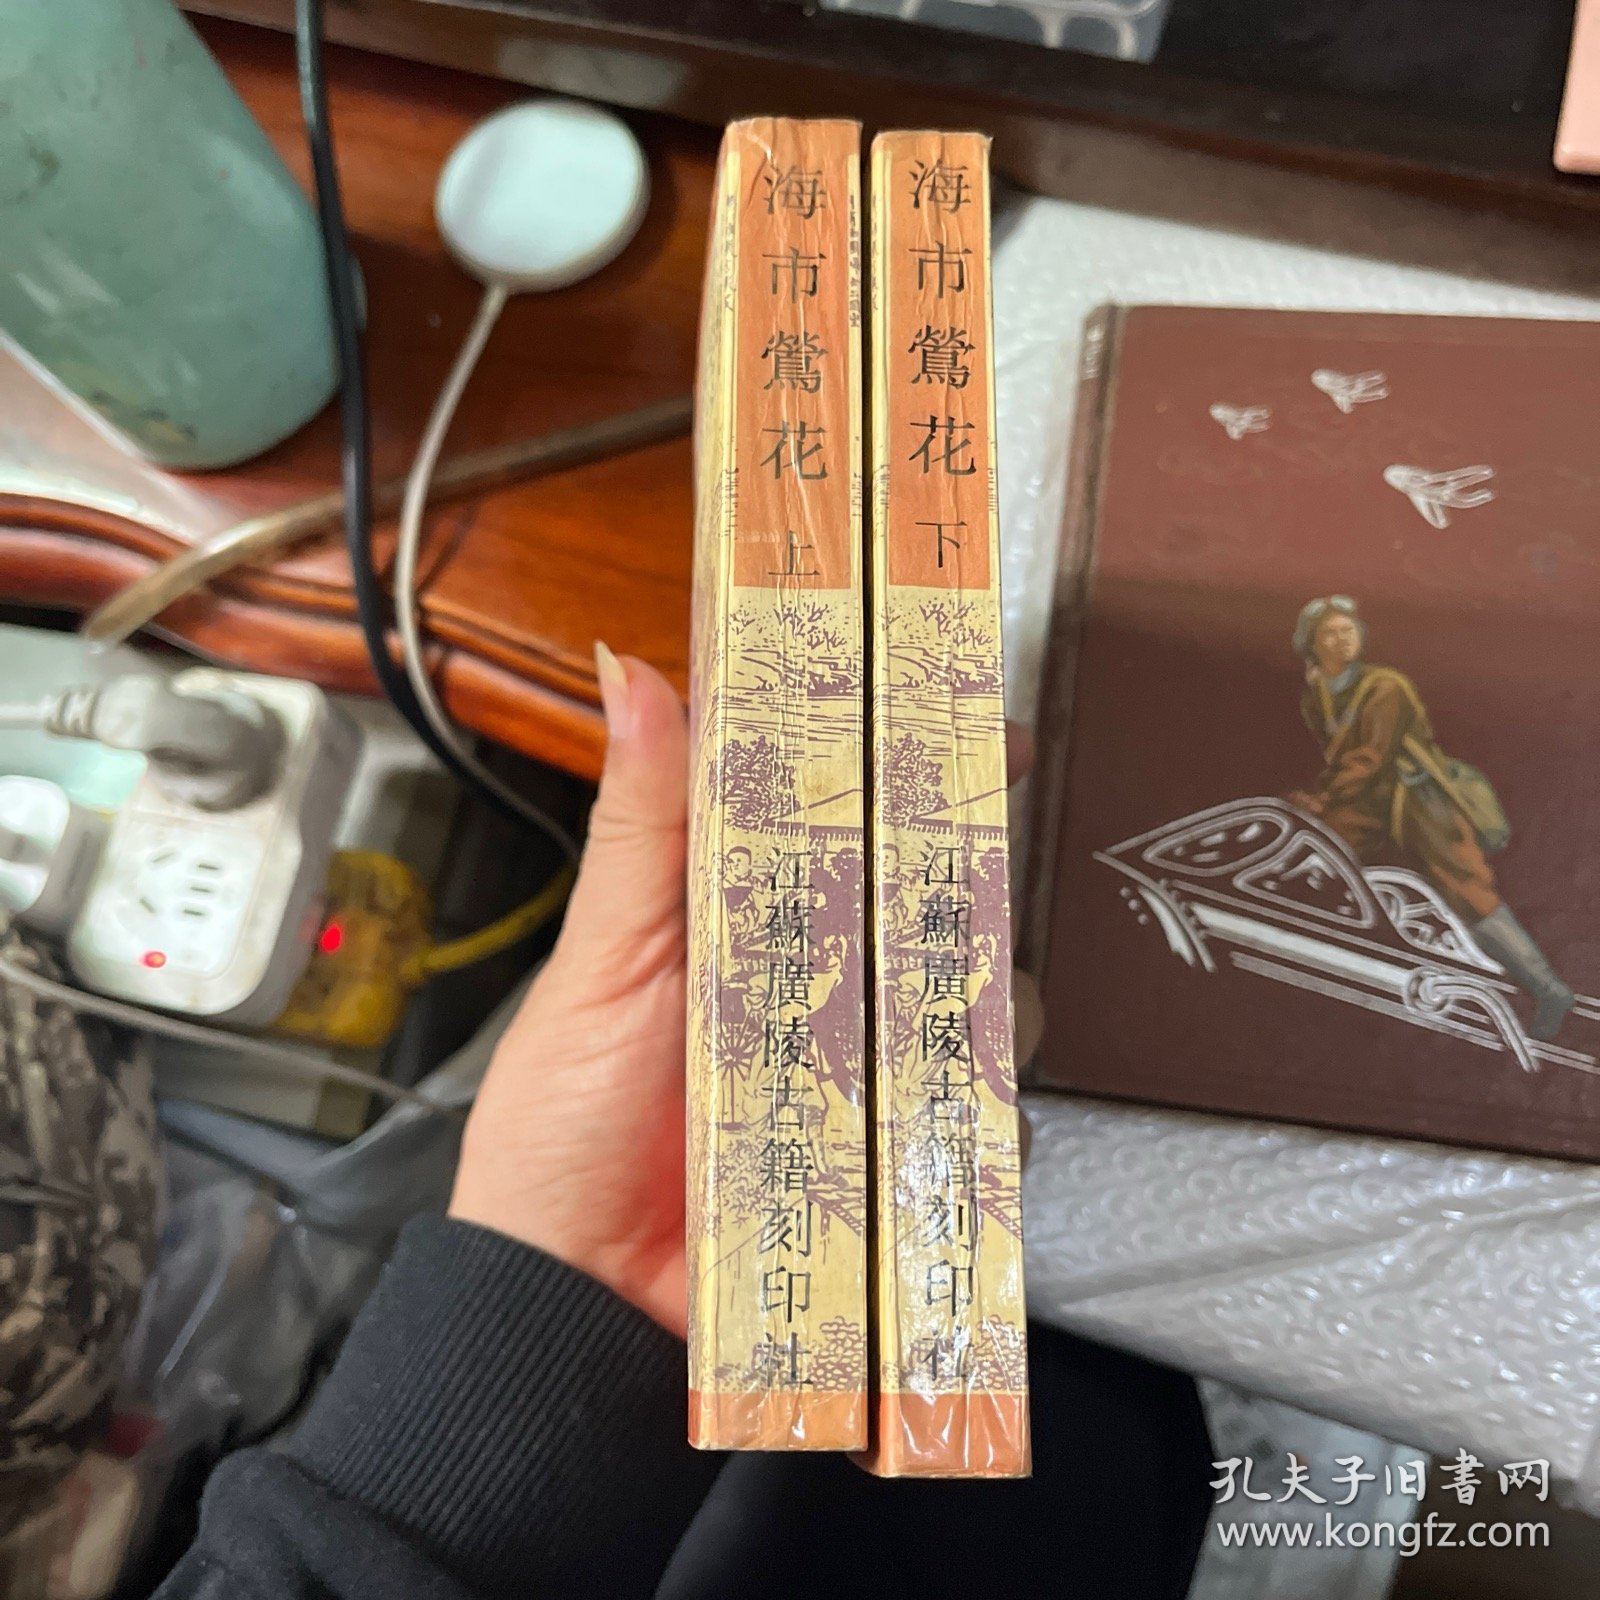 海市鶯花 上
江蘇廣陵古籍刻印社
海市鶯花 下
江蘇廣陵古籍刻印社
孔夫子旧書网
www.kongfz.com